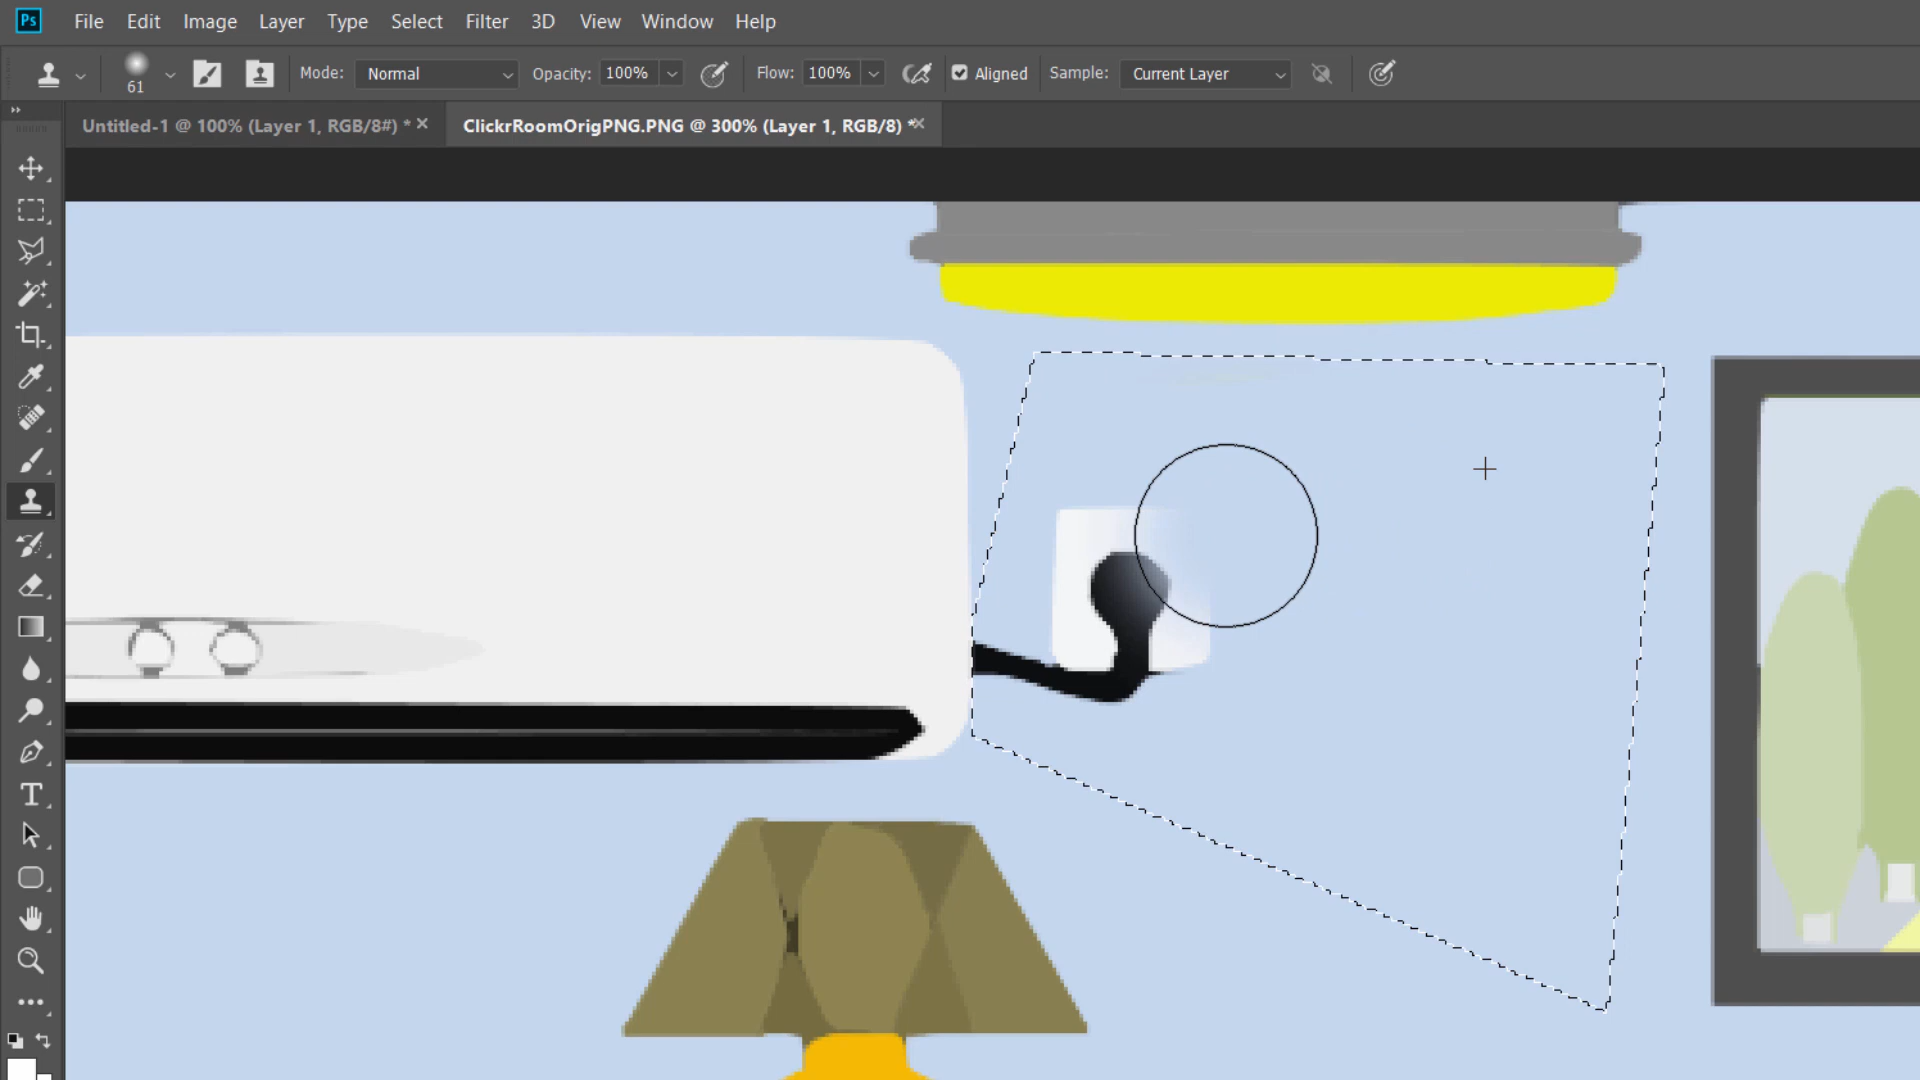 Ps File Edit Image Layer Type Select Filter 3D View Window Help
61 Mode: Normal Opacity: 100% Flow: 100% Aligned Sample: Current Layer
Untitled-1 @ 100% (Layer 1, RGB/8#) * ClickrRoomOrigPNG.PNG @ 300% (Layer 1, RGB/8) *